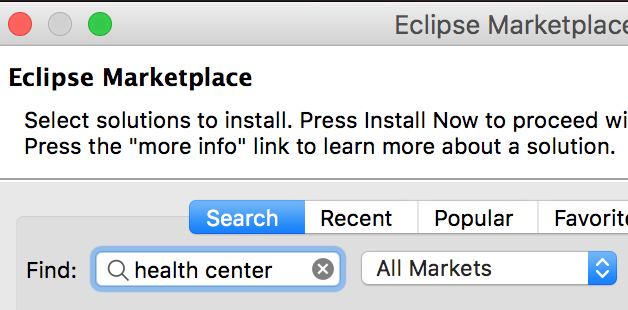 Eclipse Marketplace
Eclipse Marketplace
Select solutions to install. Press Install Now to proceed wi
Press the "more info" link to learn more about a solution.
Search Recent Popular Favorite
Find: health center All Markets